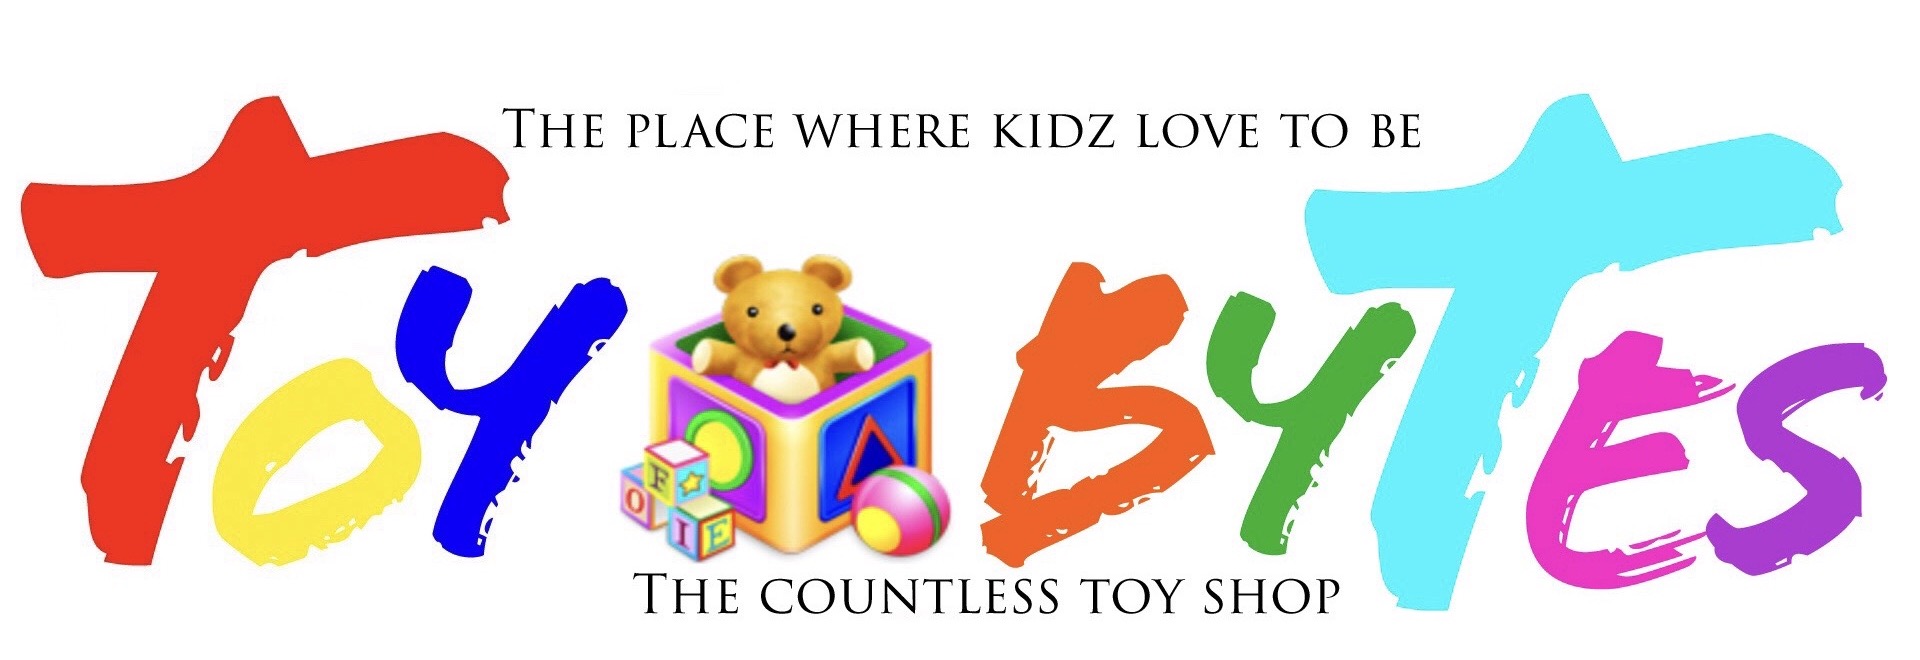 The place where kidz love to be
Toy Bytes
F
O
I E
The countless toy shop